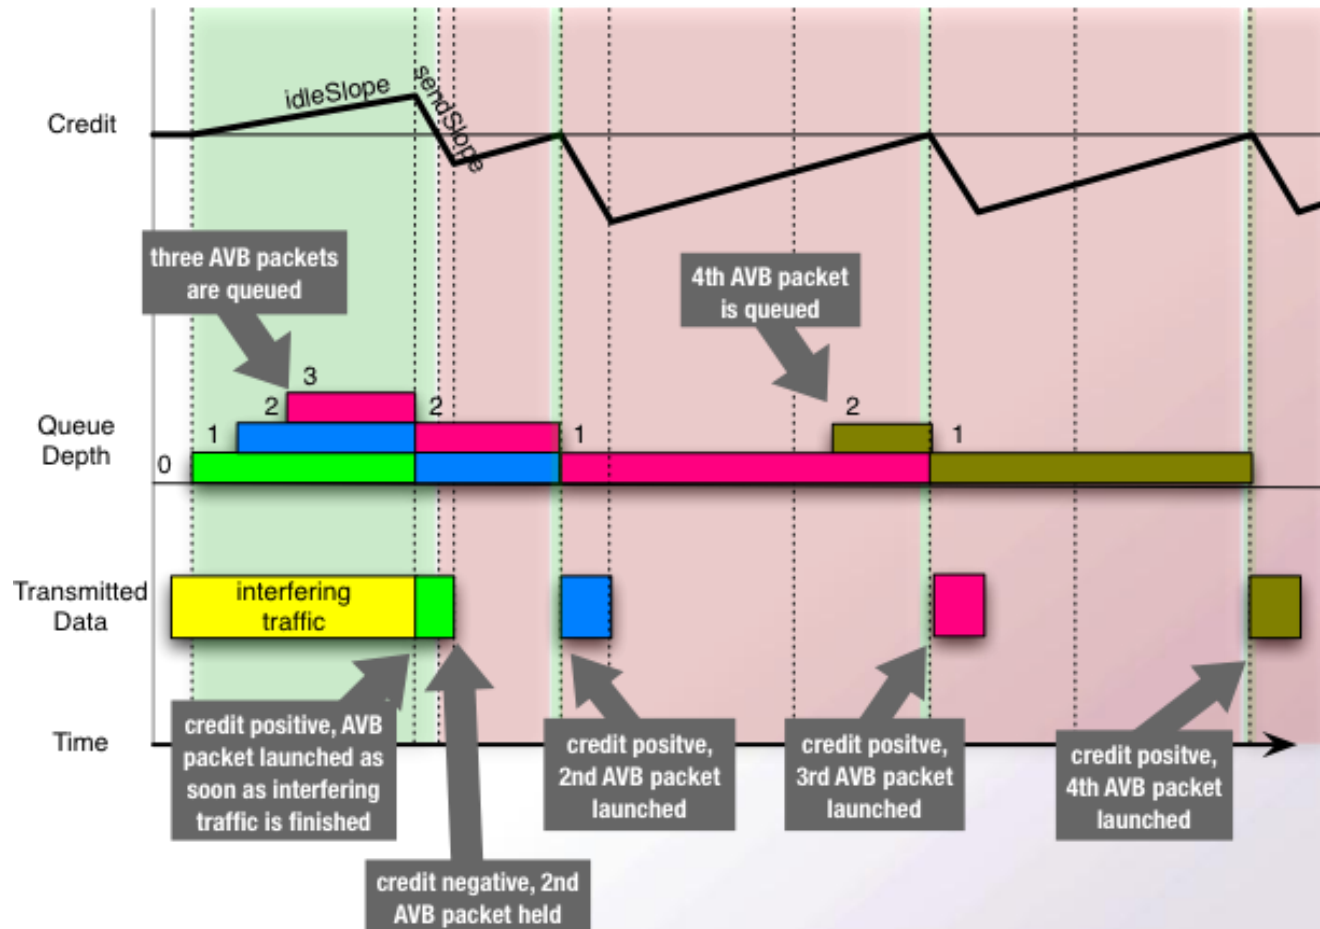 idleSlope
sendSlope
Credit
three AVB packets
are queued
4th AVB packet
is queued
3
2
2
2
1
1
1
0
Queue
Depth
Transmitted
Data
interfering
traffic
credit positive, AVB
packet launched as
soon as interfering
traffic is finished
credit positve,
2nd AVB packet
launched
credit positve,
3rd AVB packet
launched
credit positve,
4th AVB packet
launched
Time
credit negative, 2nd
AVB packet held